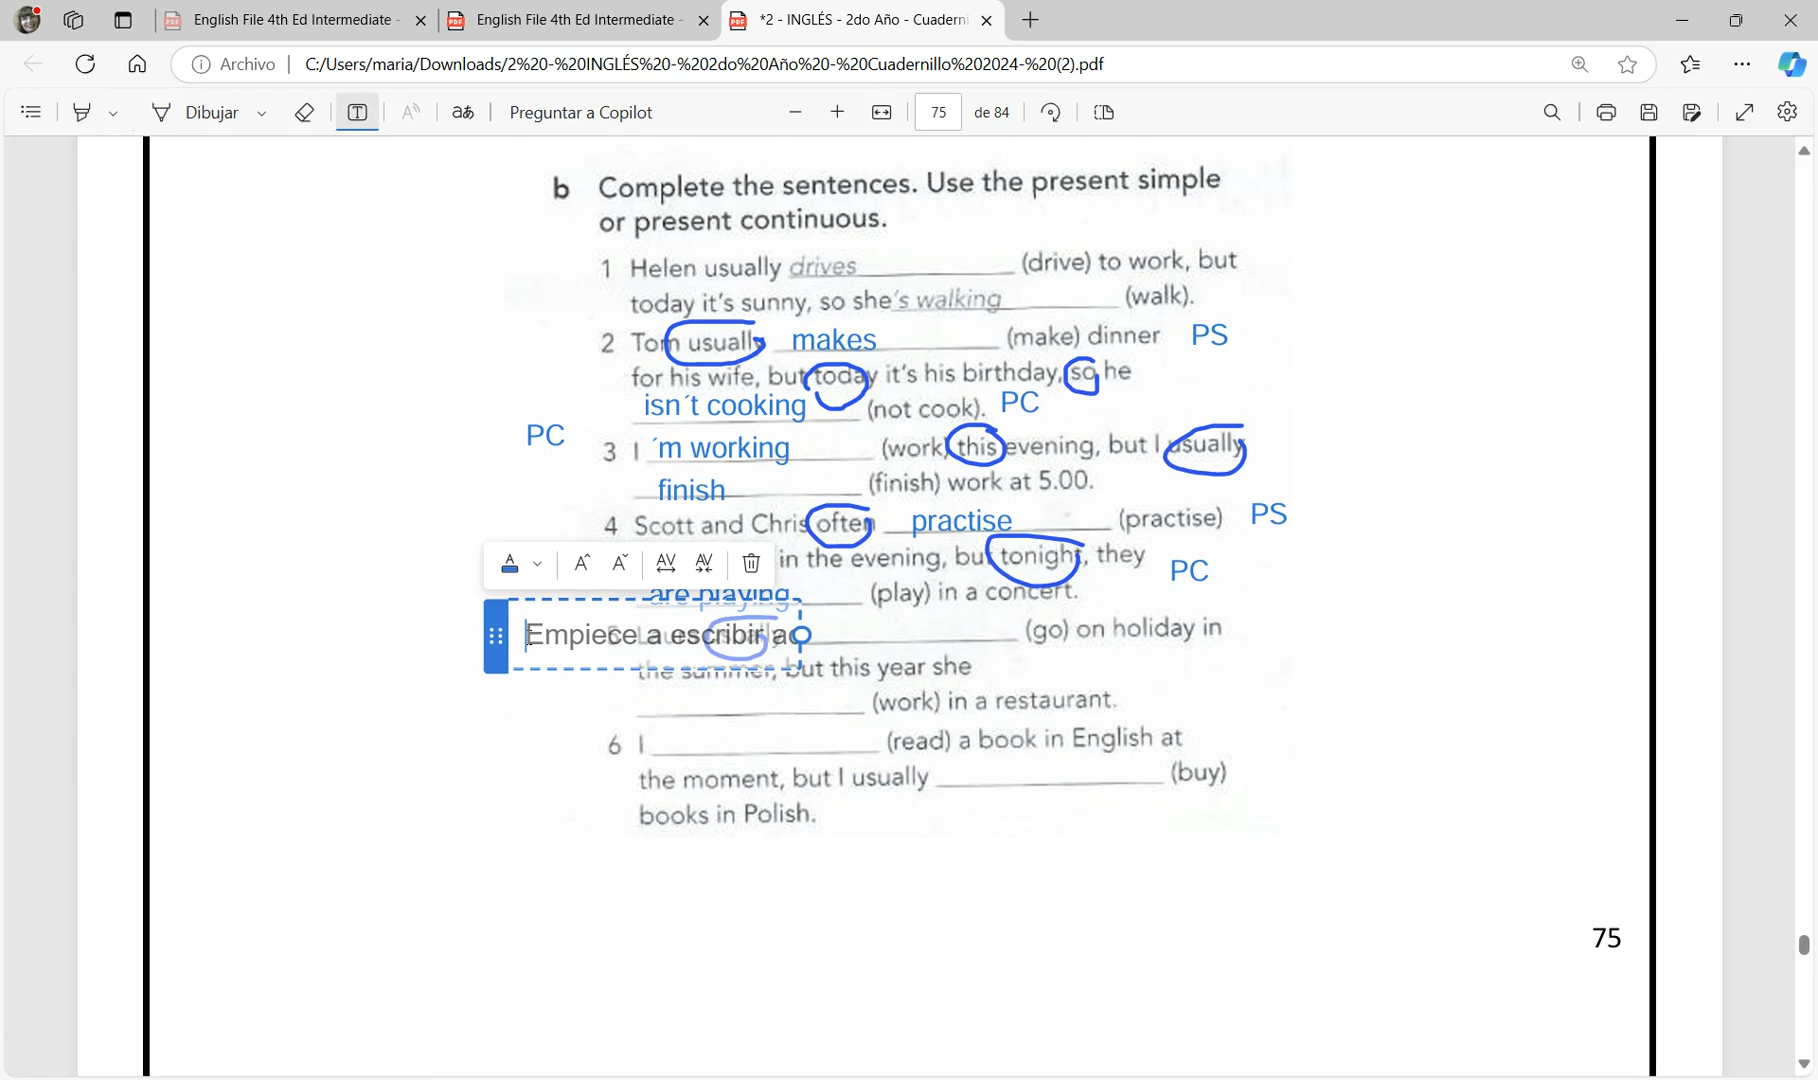 English File 4th Ed Intermediate -
English File 4th Ed Intermediate -
*2 - INGLÉS - 2do Año - Cuaderni
Archivo
C:/Users/maria/Downloads/2%20-%20INGLÉS%20-%202do%20Año%20-%20Cuadernillo%202024-%20(2).pdf
Dibujar
aあ
Preguntar a Copilot
75
de 84
b Complete the sentences. Use the present simple
or present continuous.
1 Helen usually drives (drive) to work, but
today it's sunny, so she's walking (walk).
2 Tom usually makes (make) dinner PS
for his wife, but today it's his birthday, so he
isn´t cooking (not cook). PC
PC
3 I ´m working (work) this evening, but I usually
finish (finish) work at 5.00.
4 Scott and Chris often practise (practise) PS
in the evening, but tonight, they
PC
are playing (play) in a concert.
Empiece a escribir ac
(go) on holiday in
the summer, but this year she
(work) in a restaurant.
6 I (read) a book in English at
the moment, but I usually (buy)
books in Polish.
75